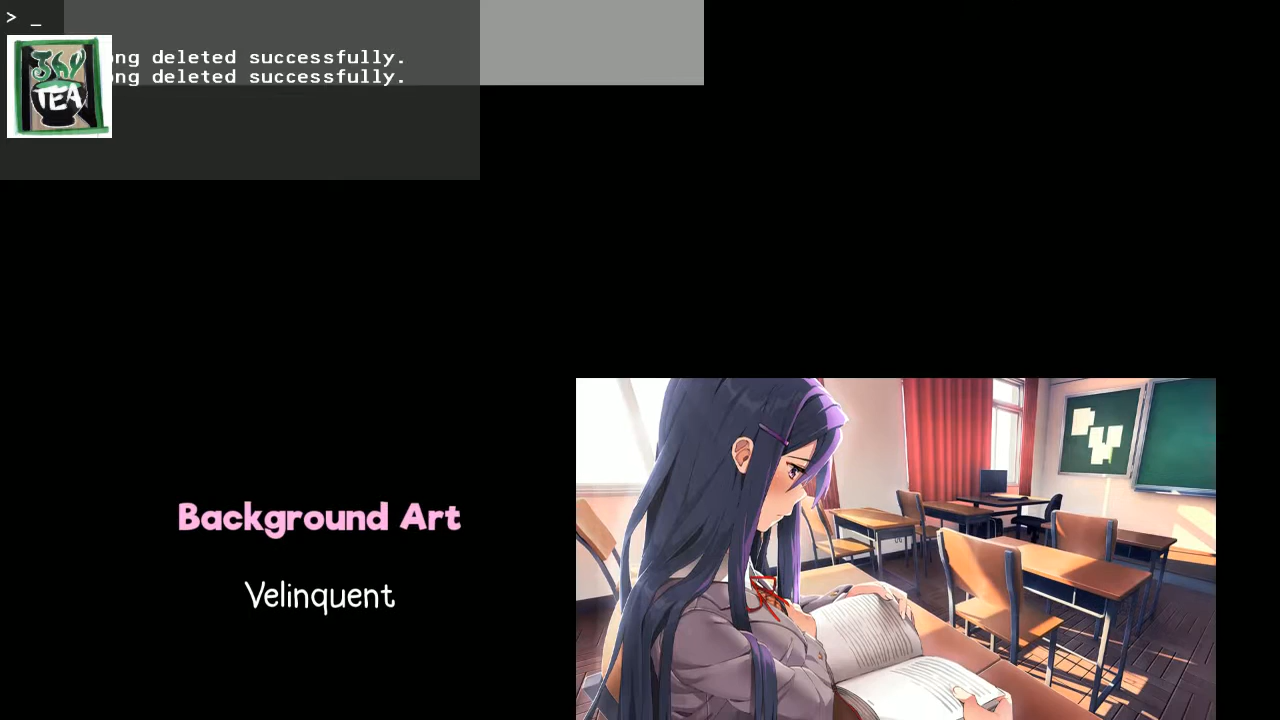 > _
ng deleted successfully.
ng deleted successfully.
TEA
Background Art
Velinquent